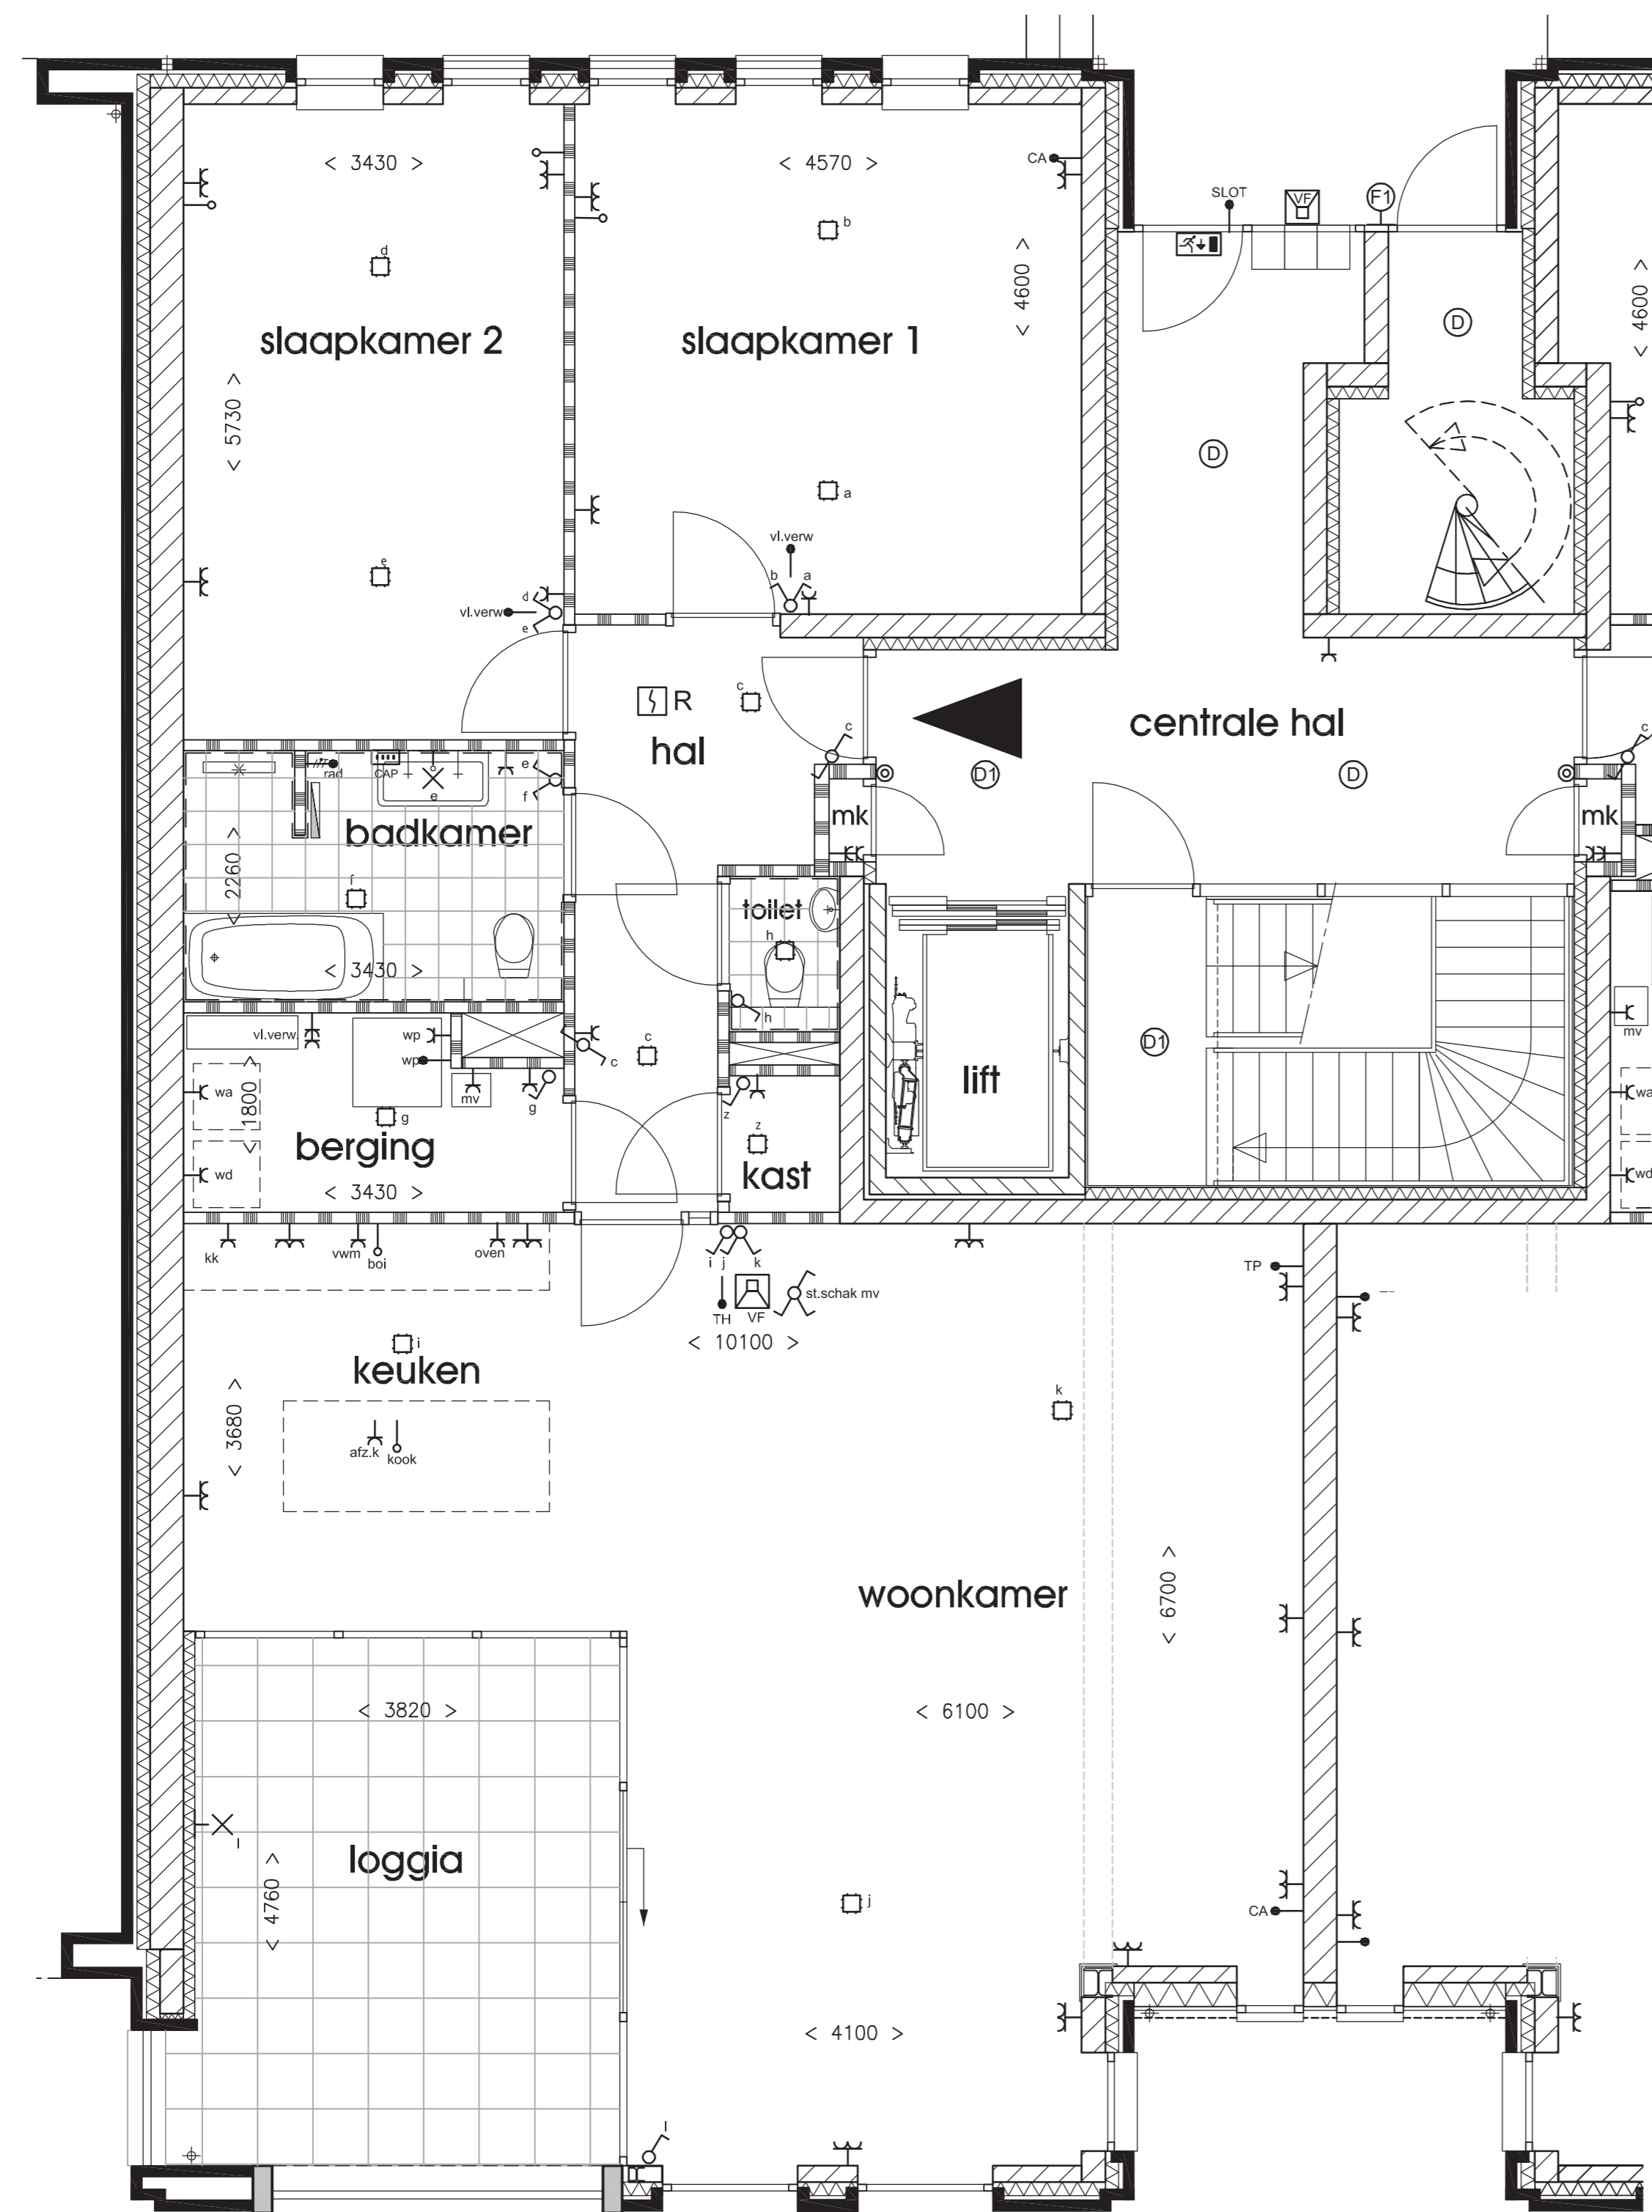 < 3430 >
< 4570 >
CA
SLOT
VF
F1
b
d
< 4600 >
< 4600 >
D
slaapkamer 2
slaapkamer 1
< 5730 >
D
a
e
vl.verw
b a
d
vl.verw
e
R
c
hal
centrale hal
c
c
D1
D
rad
CAP
e
e
f
mk
mk
badkamer
< 2260 >
f
toilet
h
< 3430 >
h
vl.verw.
wp
wp
c
c
D1
mv
wa
< 1800 >
mv
g
g
z
z
lift
wa
berging
wd
kast
wd
< 3430 >
kk
vwm
boi
oven
i j k
st.schak mv
TH
VF
TP
< 10100 >
i
keuken
k
< 3680 >
afz.k
kook
woonkamer
< 6700 >
< 3820 >
< 6100 >
l
loggia
< 4760 >
j
CA
< 4100 >
l